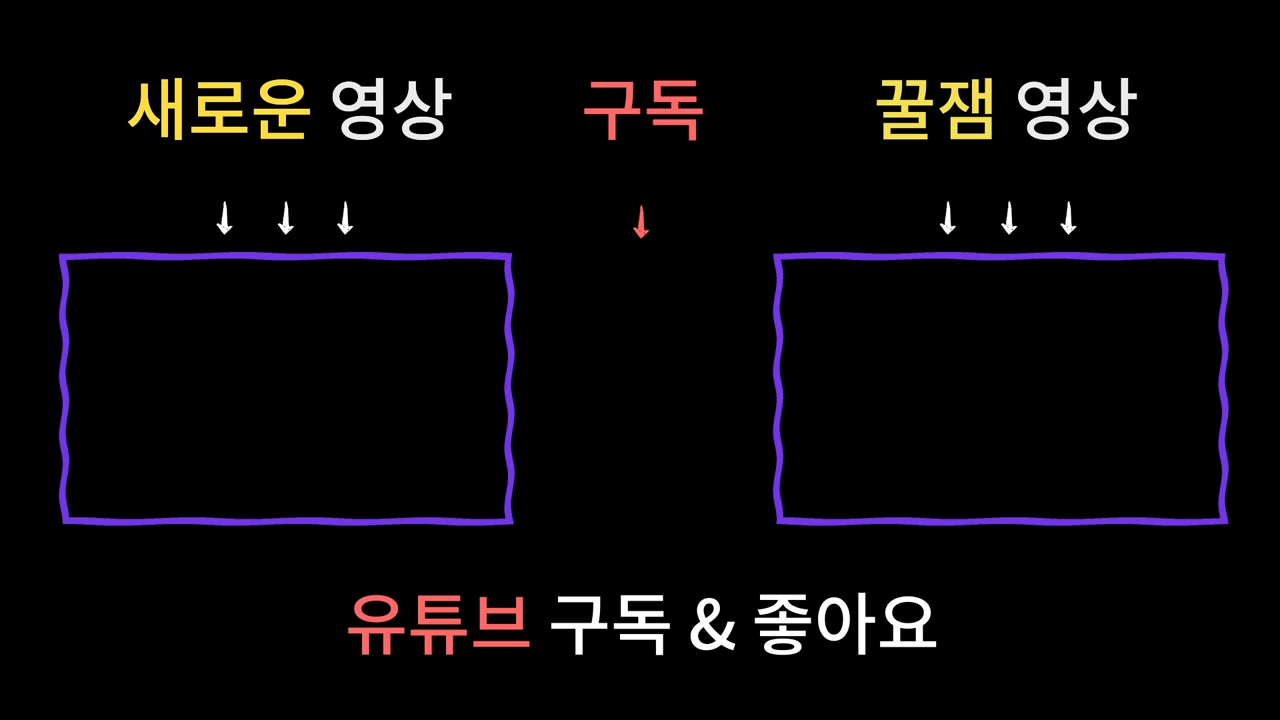 새로운 영상
구독
꿀잼 영상
유튜브 구독 & 좋아요